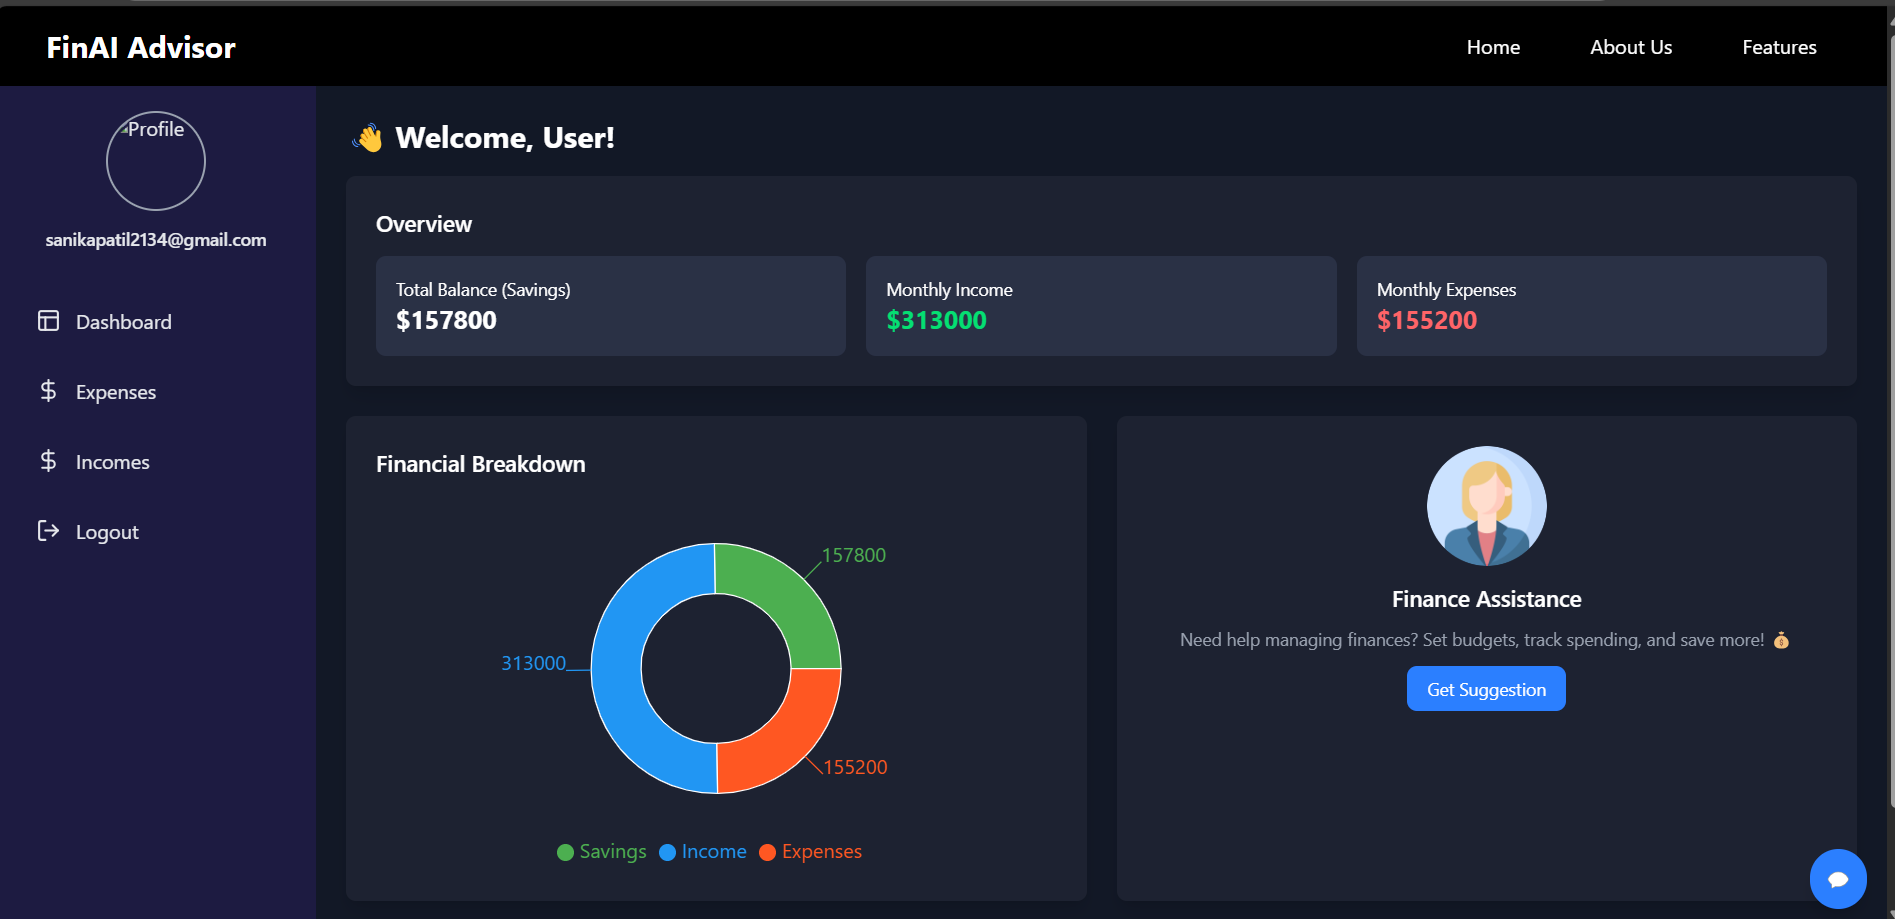 FinAI Advisor
Home
About Us
Features
Profile
sanikapatil2134@gmail.com
Dashboard
Expenses
Incomes
Logout
👋 Welcome, User!
Overview
Total Balance (Savings)
$157800
Monthly Income
$313000
Monthly Expenses
$155200
Financial Breakdown
157800
313000
155200
Savings
Income
Expenses
Finance Assistance
Need help managing finances? Set budgets, track spending, and save more! 💰
Get Suggestion